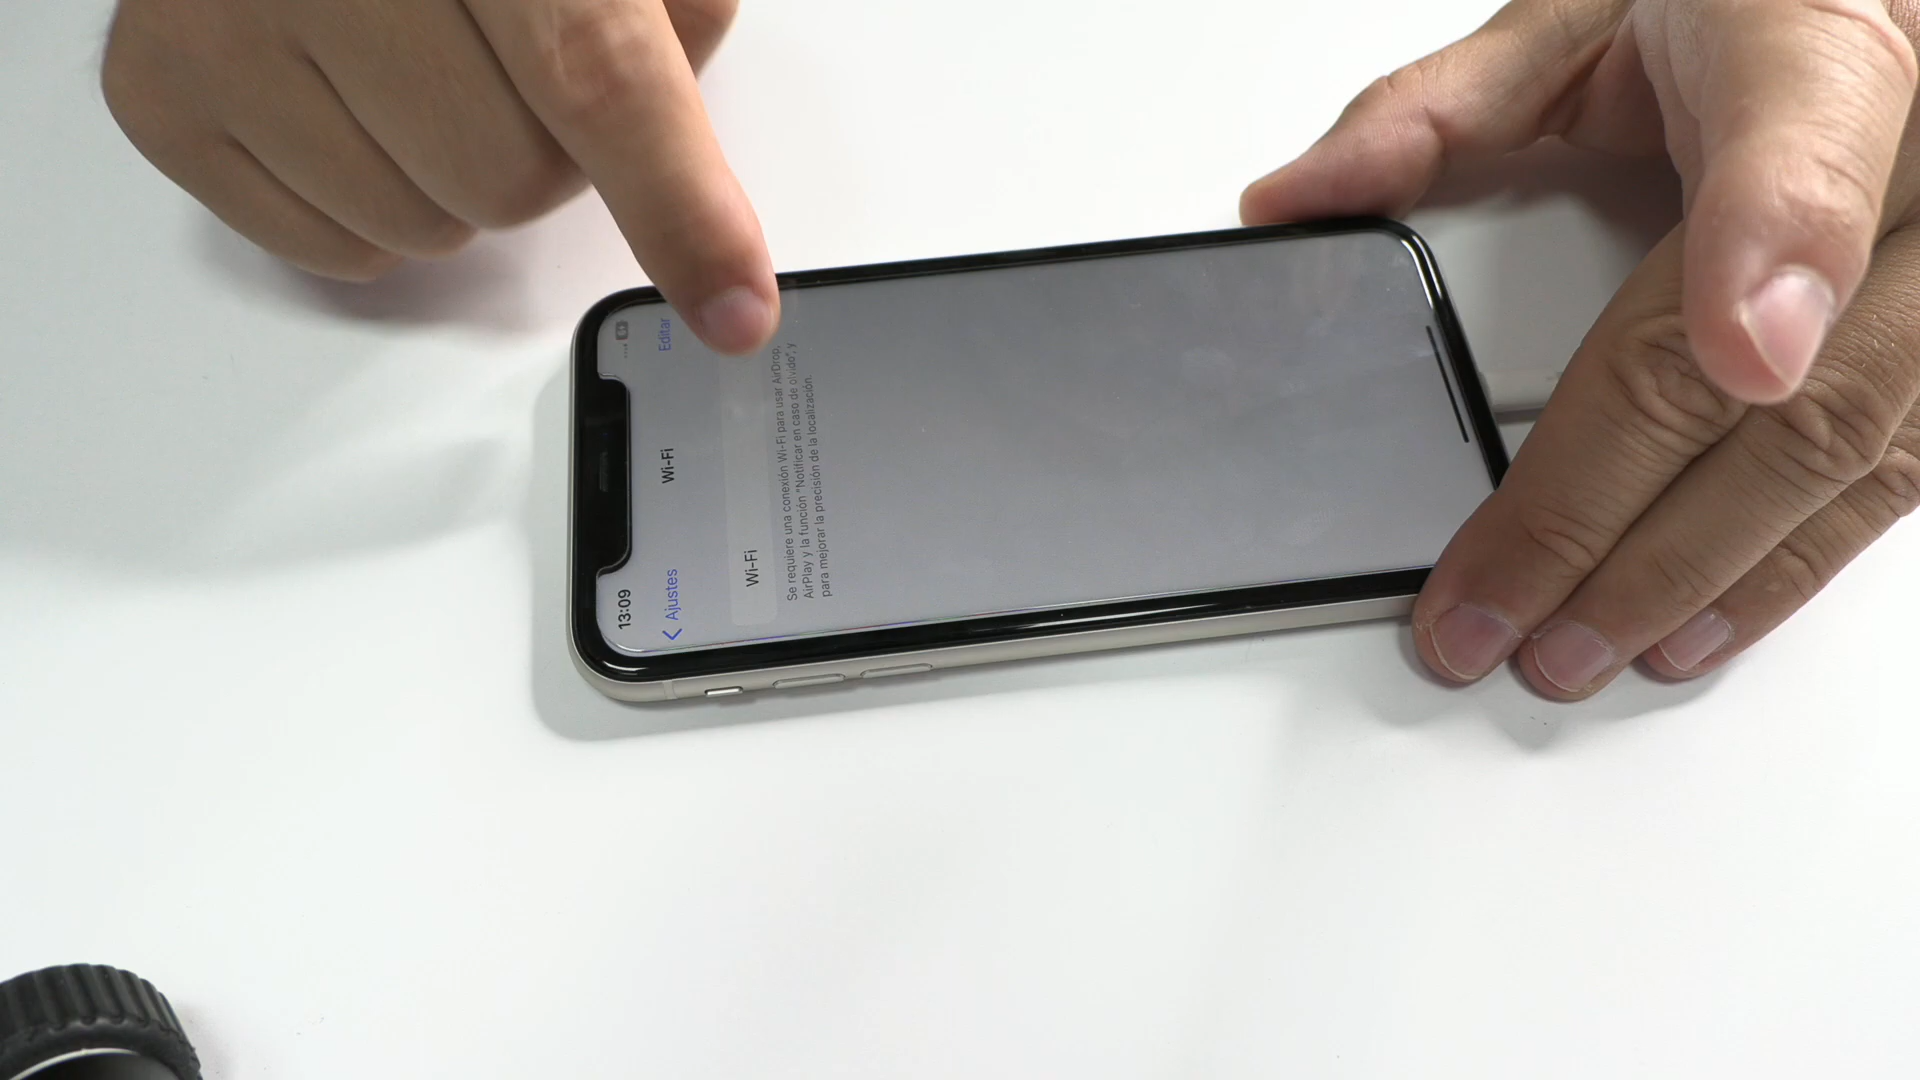 13:09
Ajustes
Wi-Fi
Editar
Wi-Fi
Se requiere una conexión Wi-Fi para usar AirDrop,
AirPlay y la función "Notificar en caso de olvido", y
para mejorar la precisión de la localización.